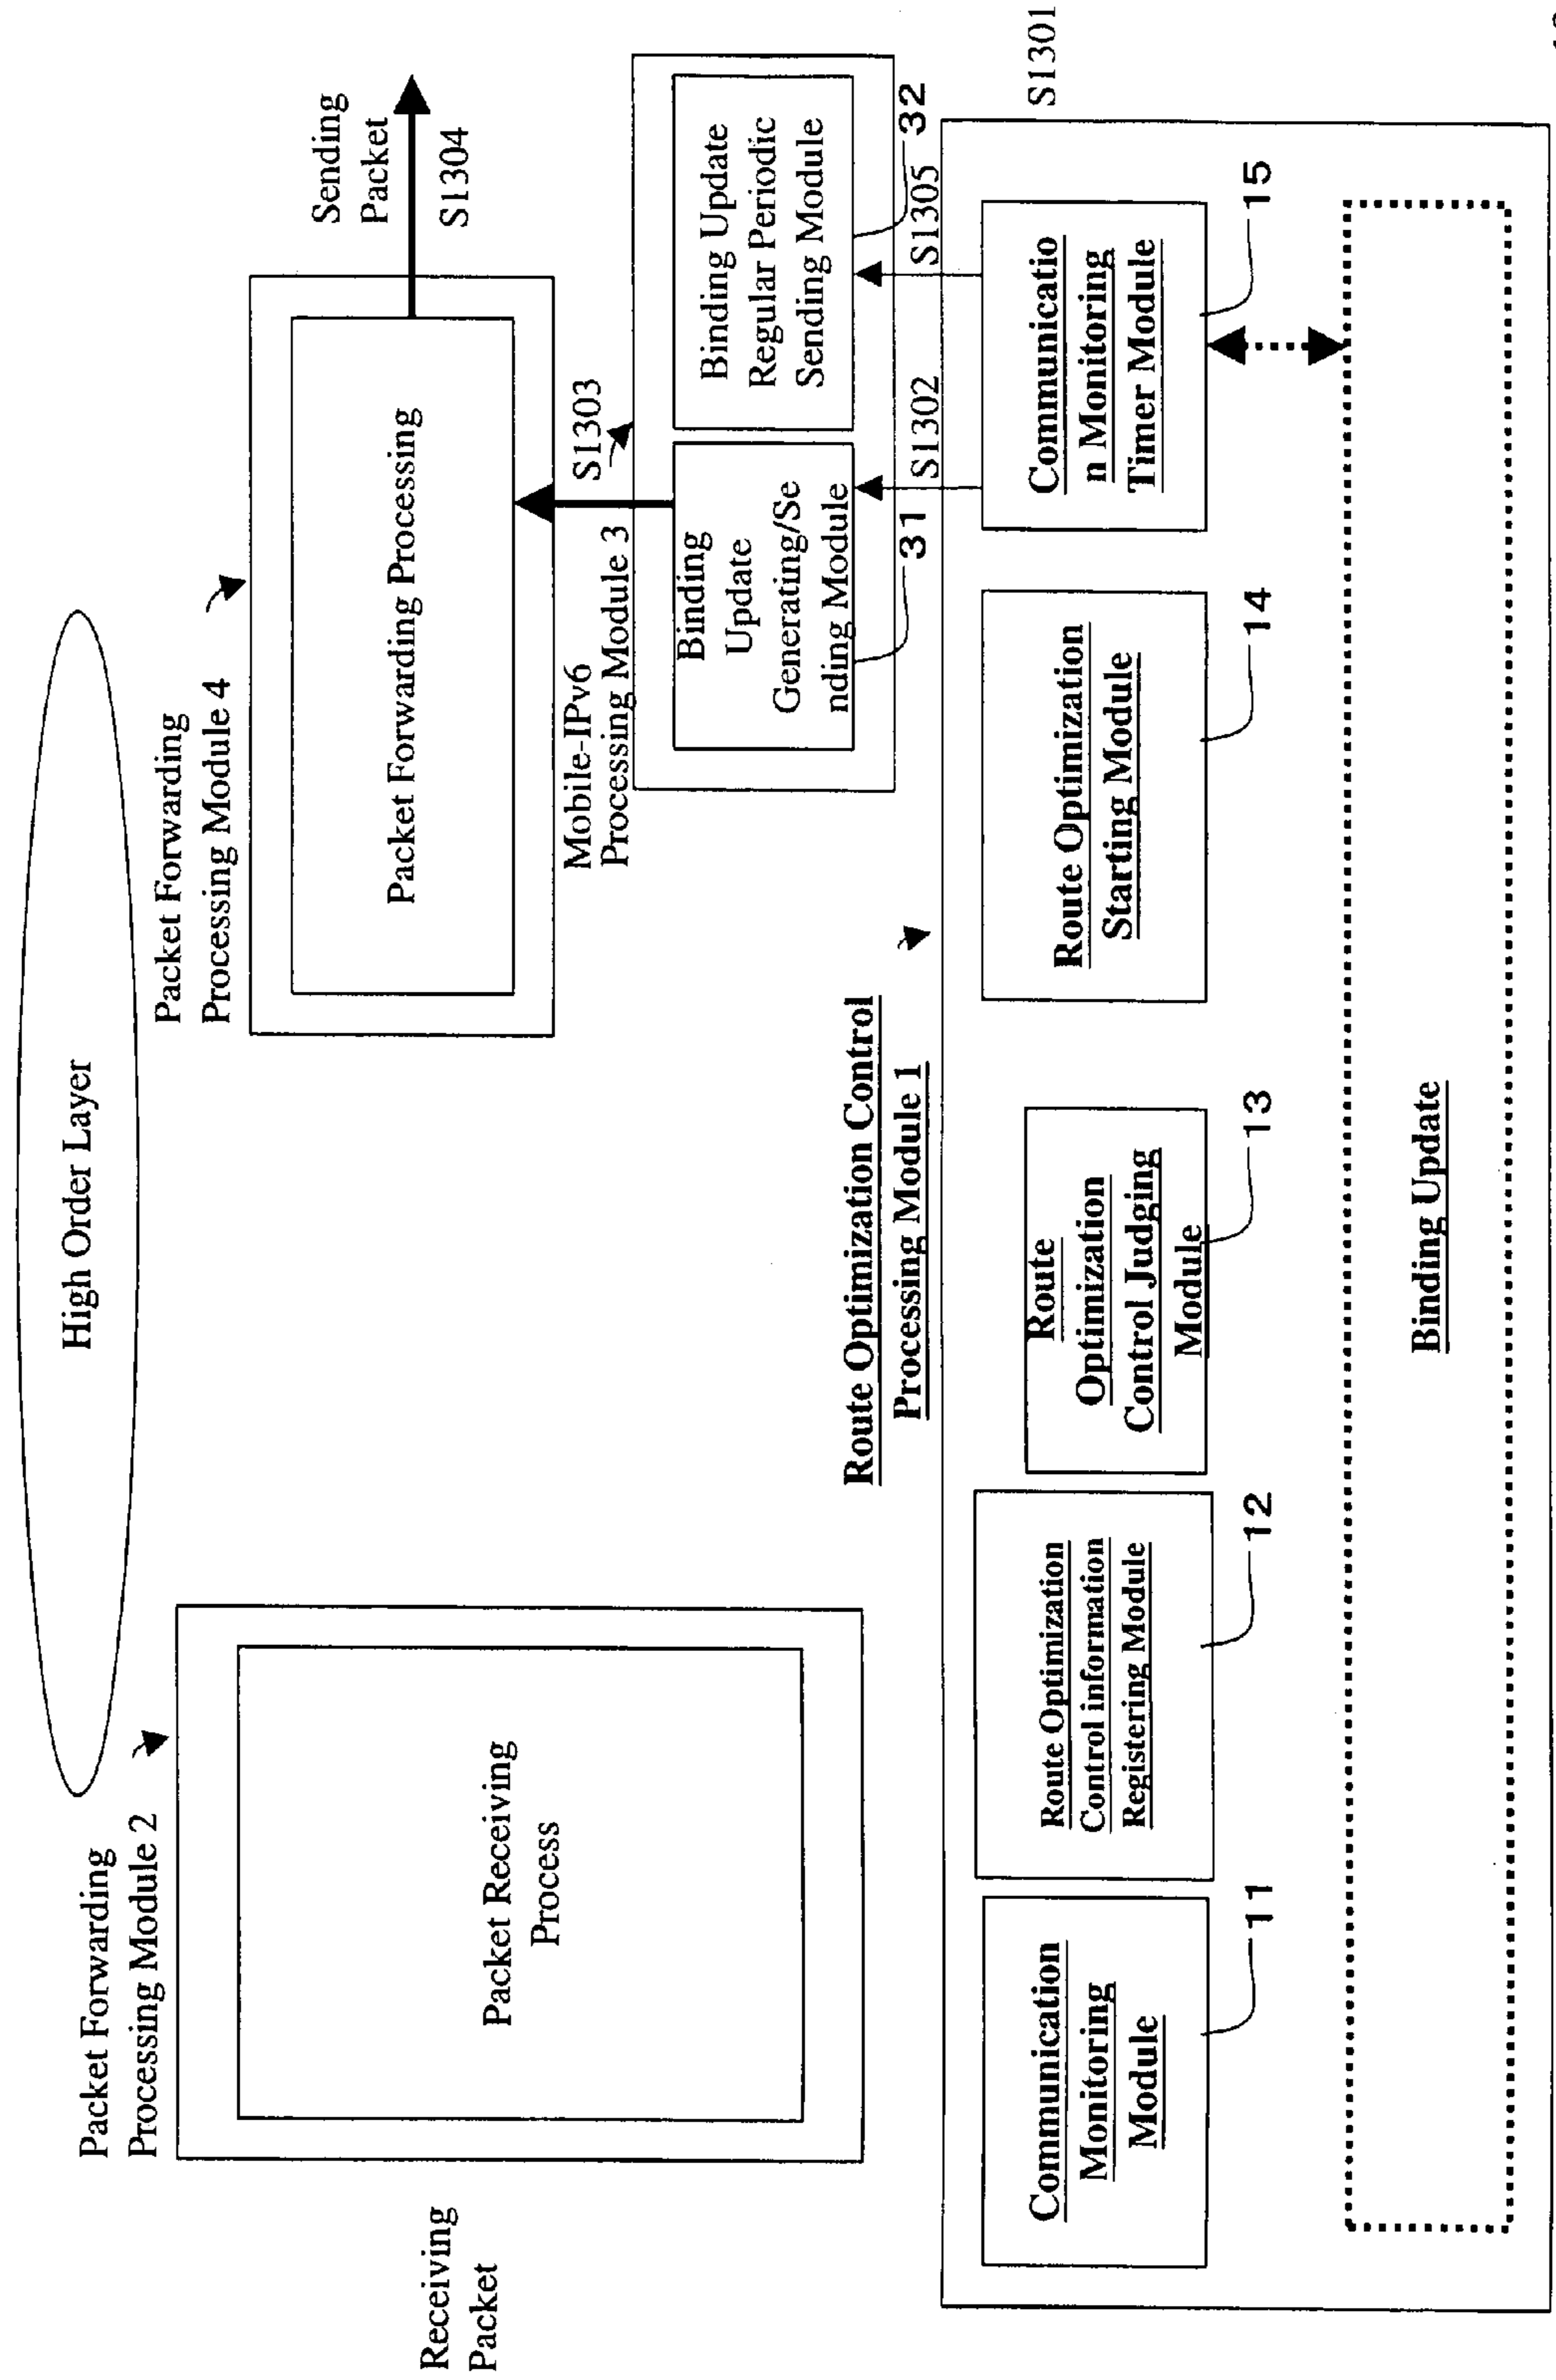 High Order Layer
Packet Forwarding
Processing Module 2
Packet Forwarding
Processing Module 4
Receiving
Packet
Packet Receiving
Process
Packet Forwarding Processing
Sending
Packet
S1304
Mobile-IPv6
Processing Module 3
S1303
Binding
Update
Generating/Se
nding Module
31
Binding Update
Regular Periodic
Sending Module
32
S1302
S1305
S1301
Route Optimization Control
Processing Module 1
Communication
Monitoring
Module
11
Route Optimization
Control information
Registering Module
12
Route
Optimization
Control Judging
Module
13
Route Optimization
Starting Module
14
Communicatio
n Monitoring
Timer Module
15
Binding Update